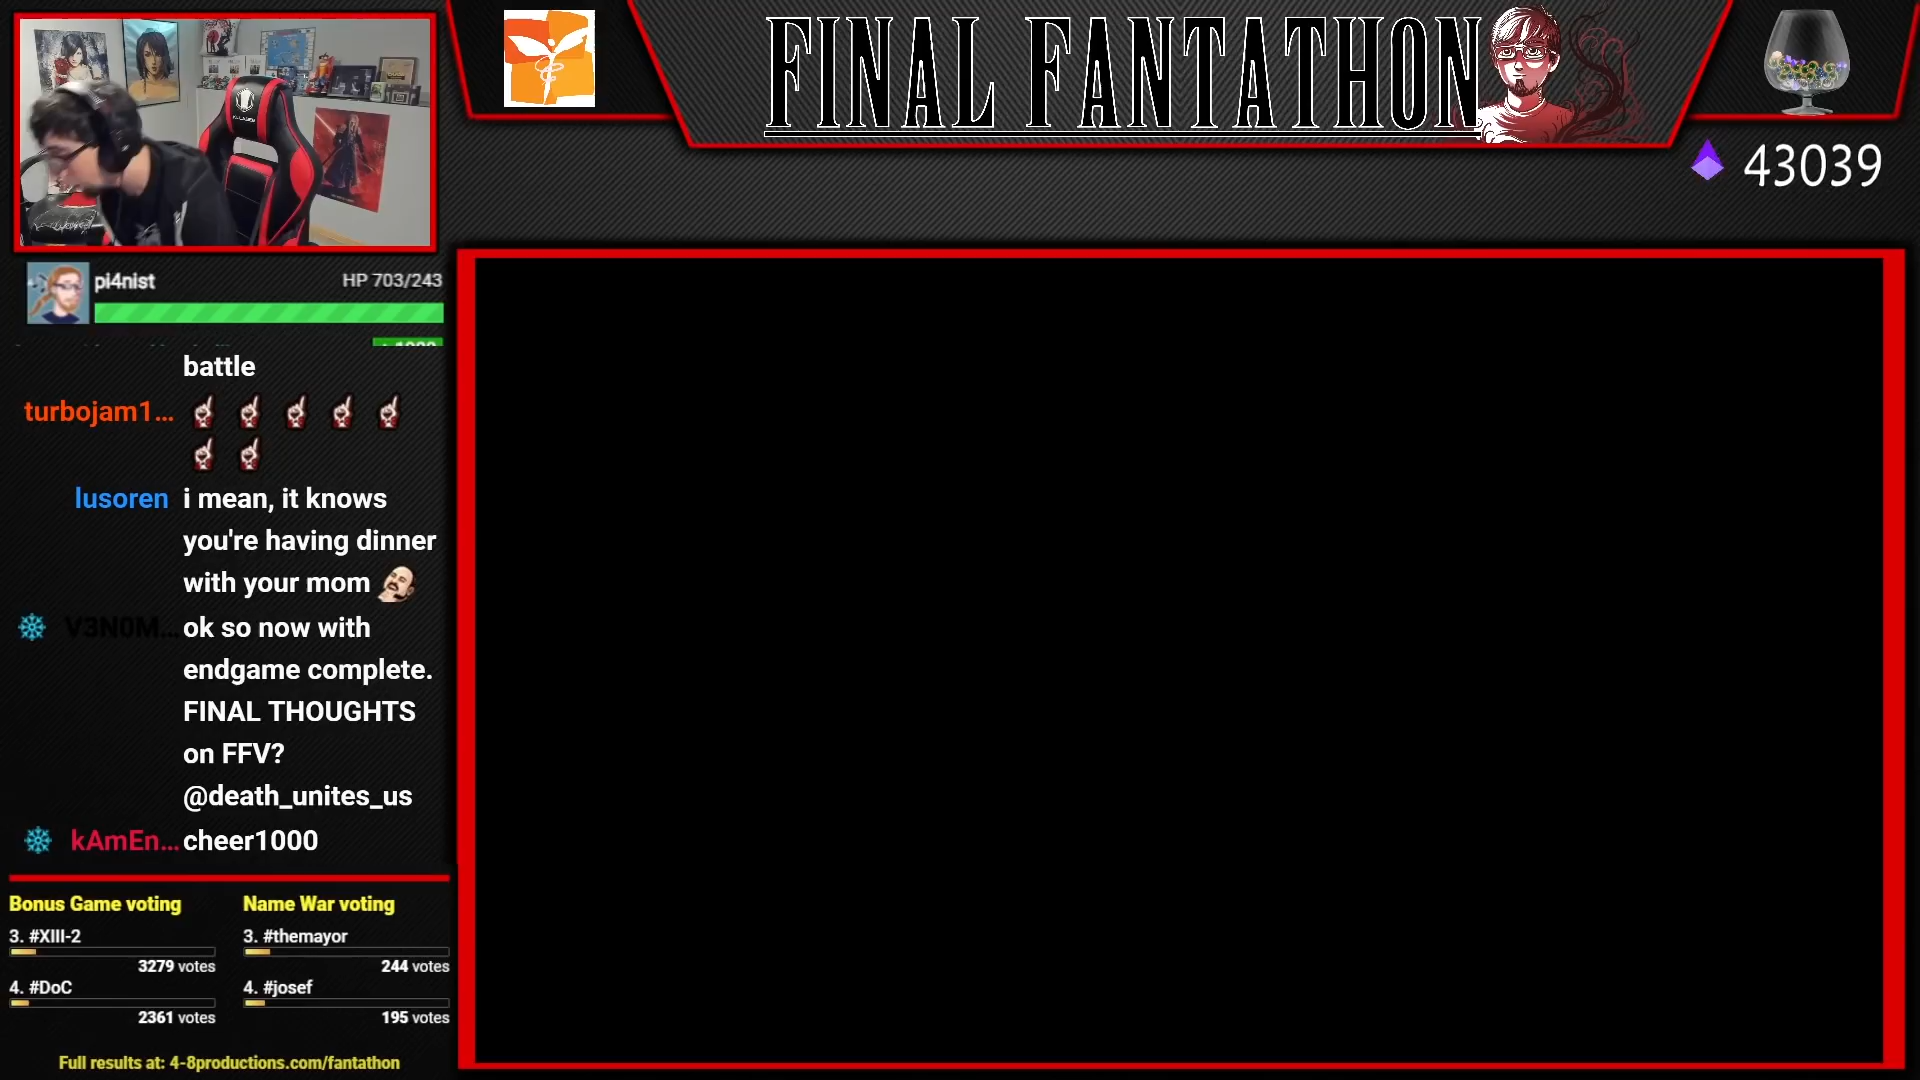 FINAL FANTATHON
43039
pi4nist HP 703/243
battle
turbojam1...
lusoren i mean, it knows
you're having dinner
with your mom
V3N0M... ok so now with
endgame complete.
FINAL THOUGHTS
on FFV?
@death_unites_us
kAmEn... cheer1000
Bonus Game voting
3. #XIII-2
3279 votes
4. #DoC
2361 votes
Name War voting
3. #themayor
244 votes
4. #josef
195 votes
Full results at: 4-8productions.com/fantathon